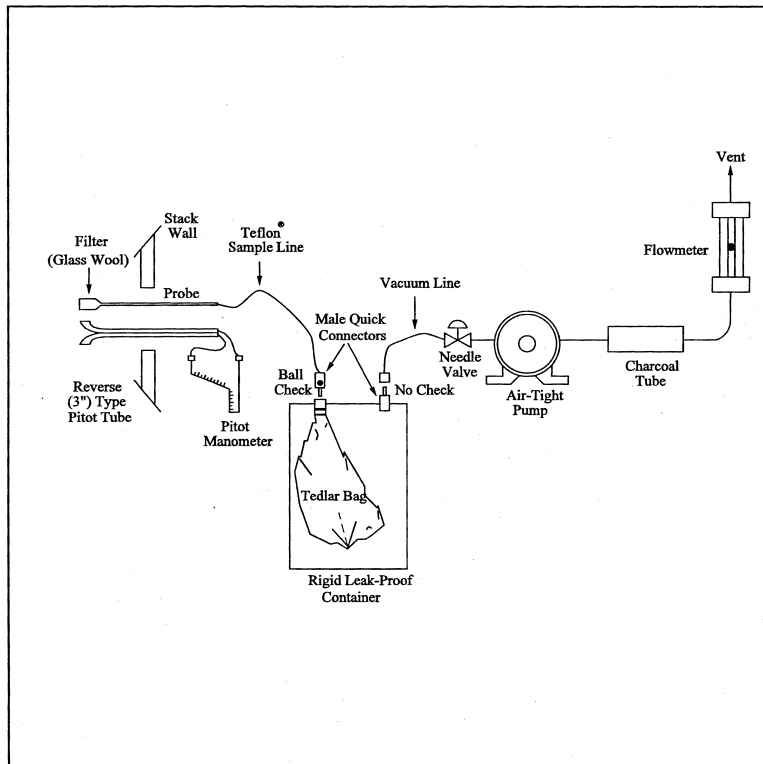 Vent
Stack
Wall
Teflon®
Sample Line
Filter
(Glass Wool)
Flowmeter
Probe
Vacuum Line
Male Quick
Connectors
Needle
Valve
Ball
Check
No Check
Charcoal
Tube
Air-Tight
Pump
Reverse
(3") Type
Pitot Tube
Pitot
Manometer
Tedlar Bag
Rigid Leak-Proof
Container